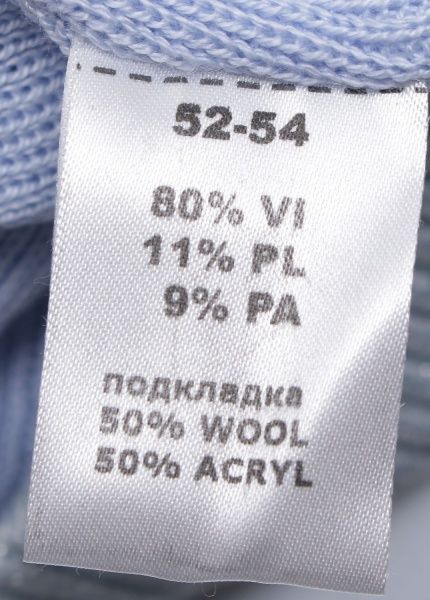 52-54
80% VI
11% PL
9% PA
подкладка
50% WOOL
50% ACRYL